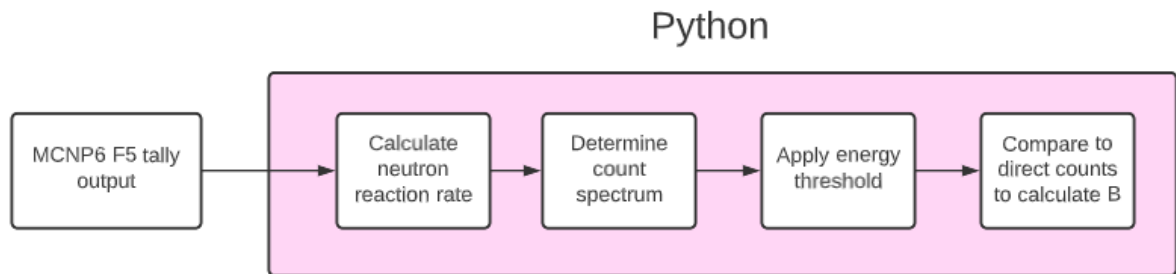 Python
MCNP6 F5 tally
output
Calculate
neutron
reaction rate
Determine
count
spectrum
Apply energy
threshold
Compare to
direct counts
to calculate B